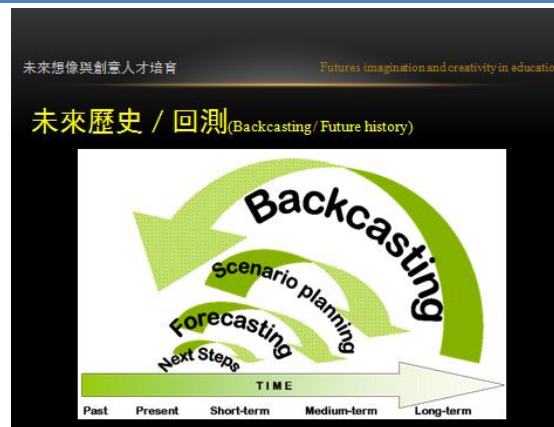 未來想像與創意人才培育
Futures imagination and creativity in educatio
未來歷史 / 回測(Backcasting / Future history)
Backcasting
Scenario planning
Forecasting
Next Steps
TIME
Past Present Short-term Medium-term Long-term